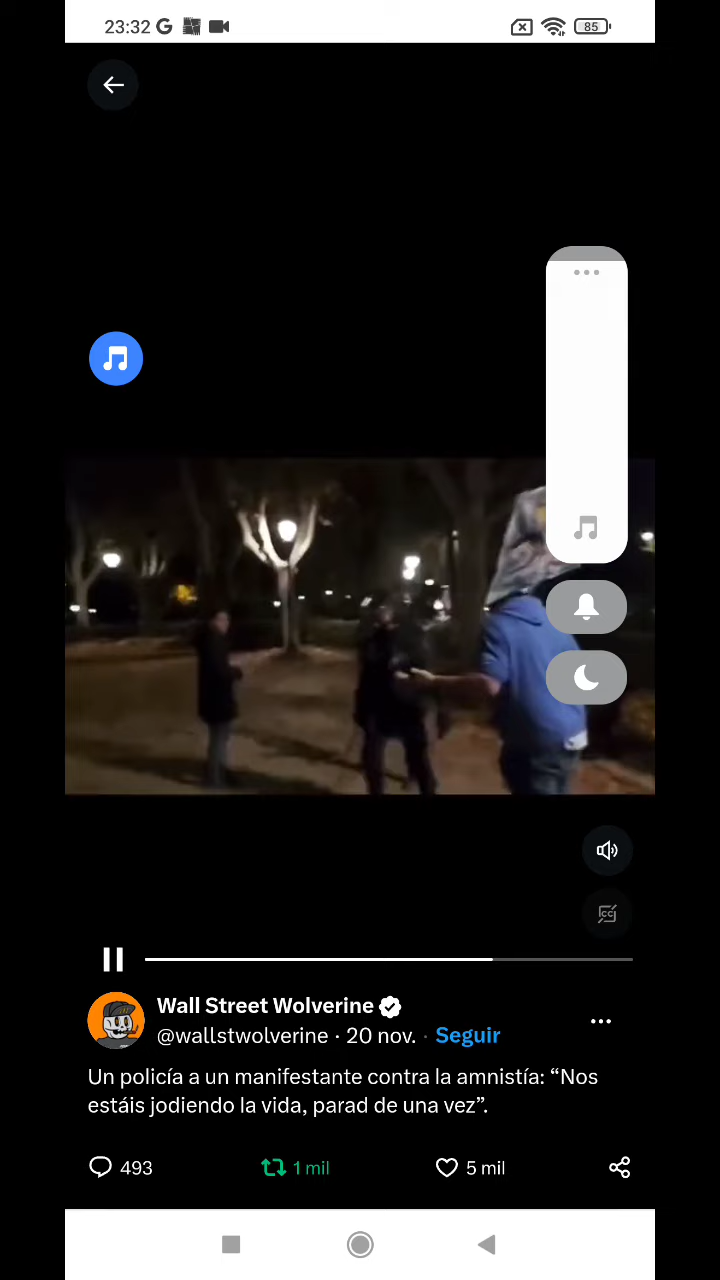 23:32
85
Wall Street Wolverine
@wallstwolverine · 20 nov. · Seguir
Un policía a un manifestante contra la amnistía: “Nos
estáis jodiendo la vida, parad de una vez”.
493 1 mil 5 mil